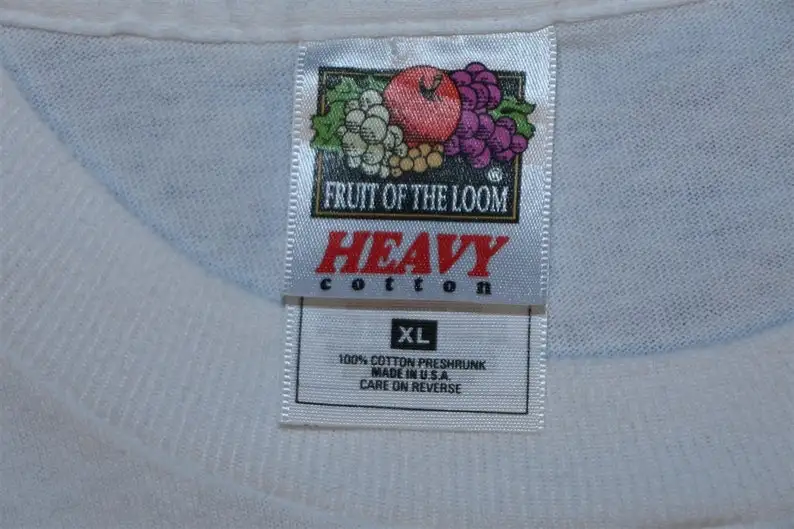 ®
FRUIT OF THE LOOM
HEAVY
cotton
XL
100% COTTON PRESHRUNK
MADE IN U.S.A.
CARE ON REVERSE